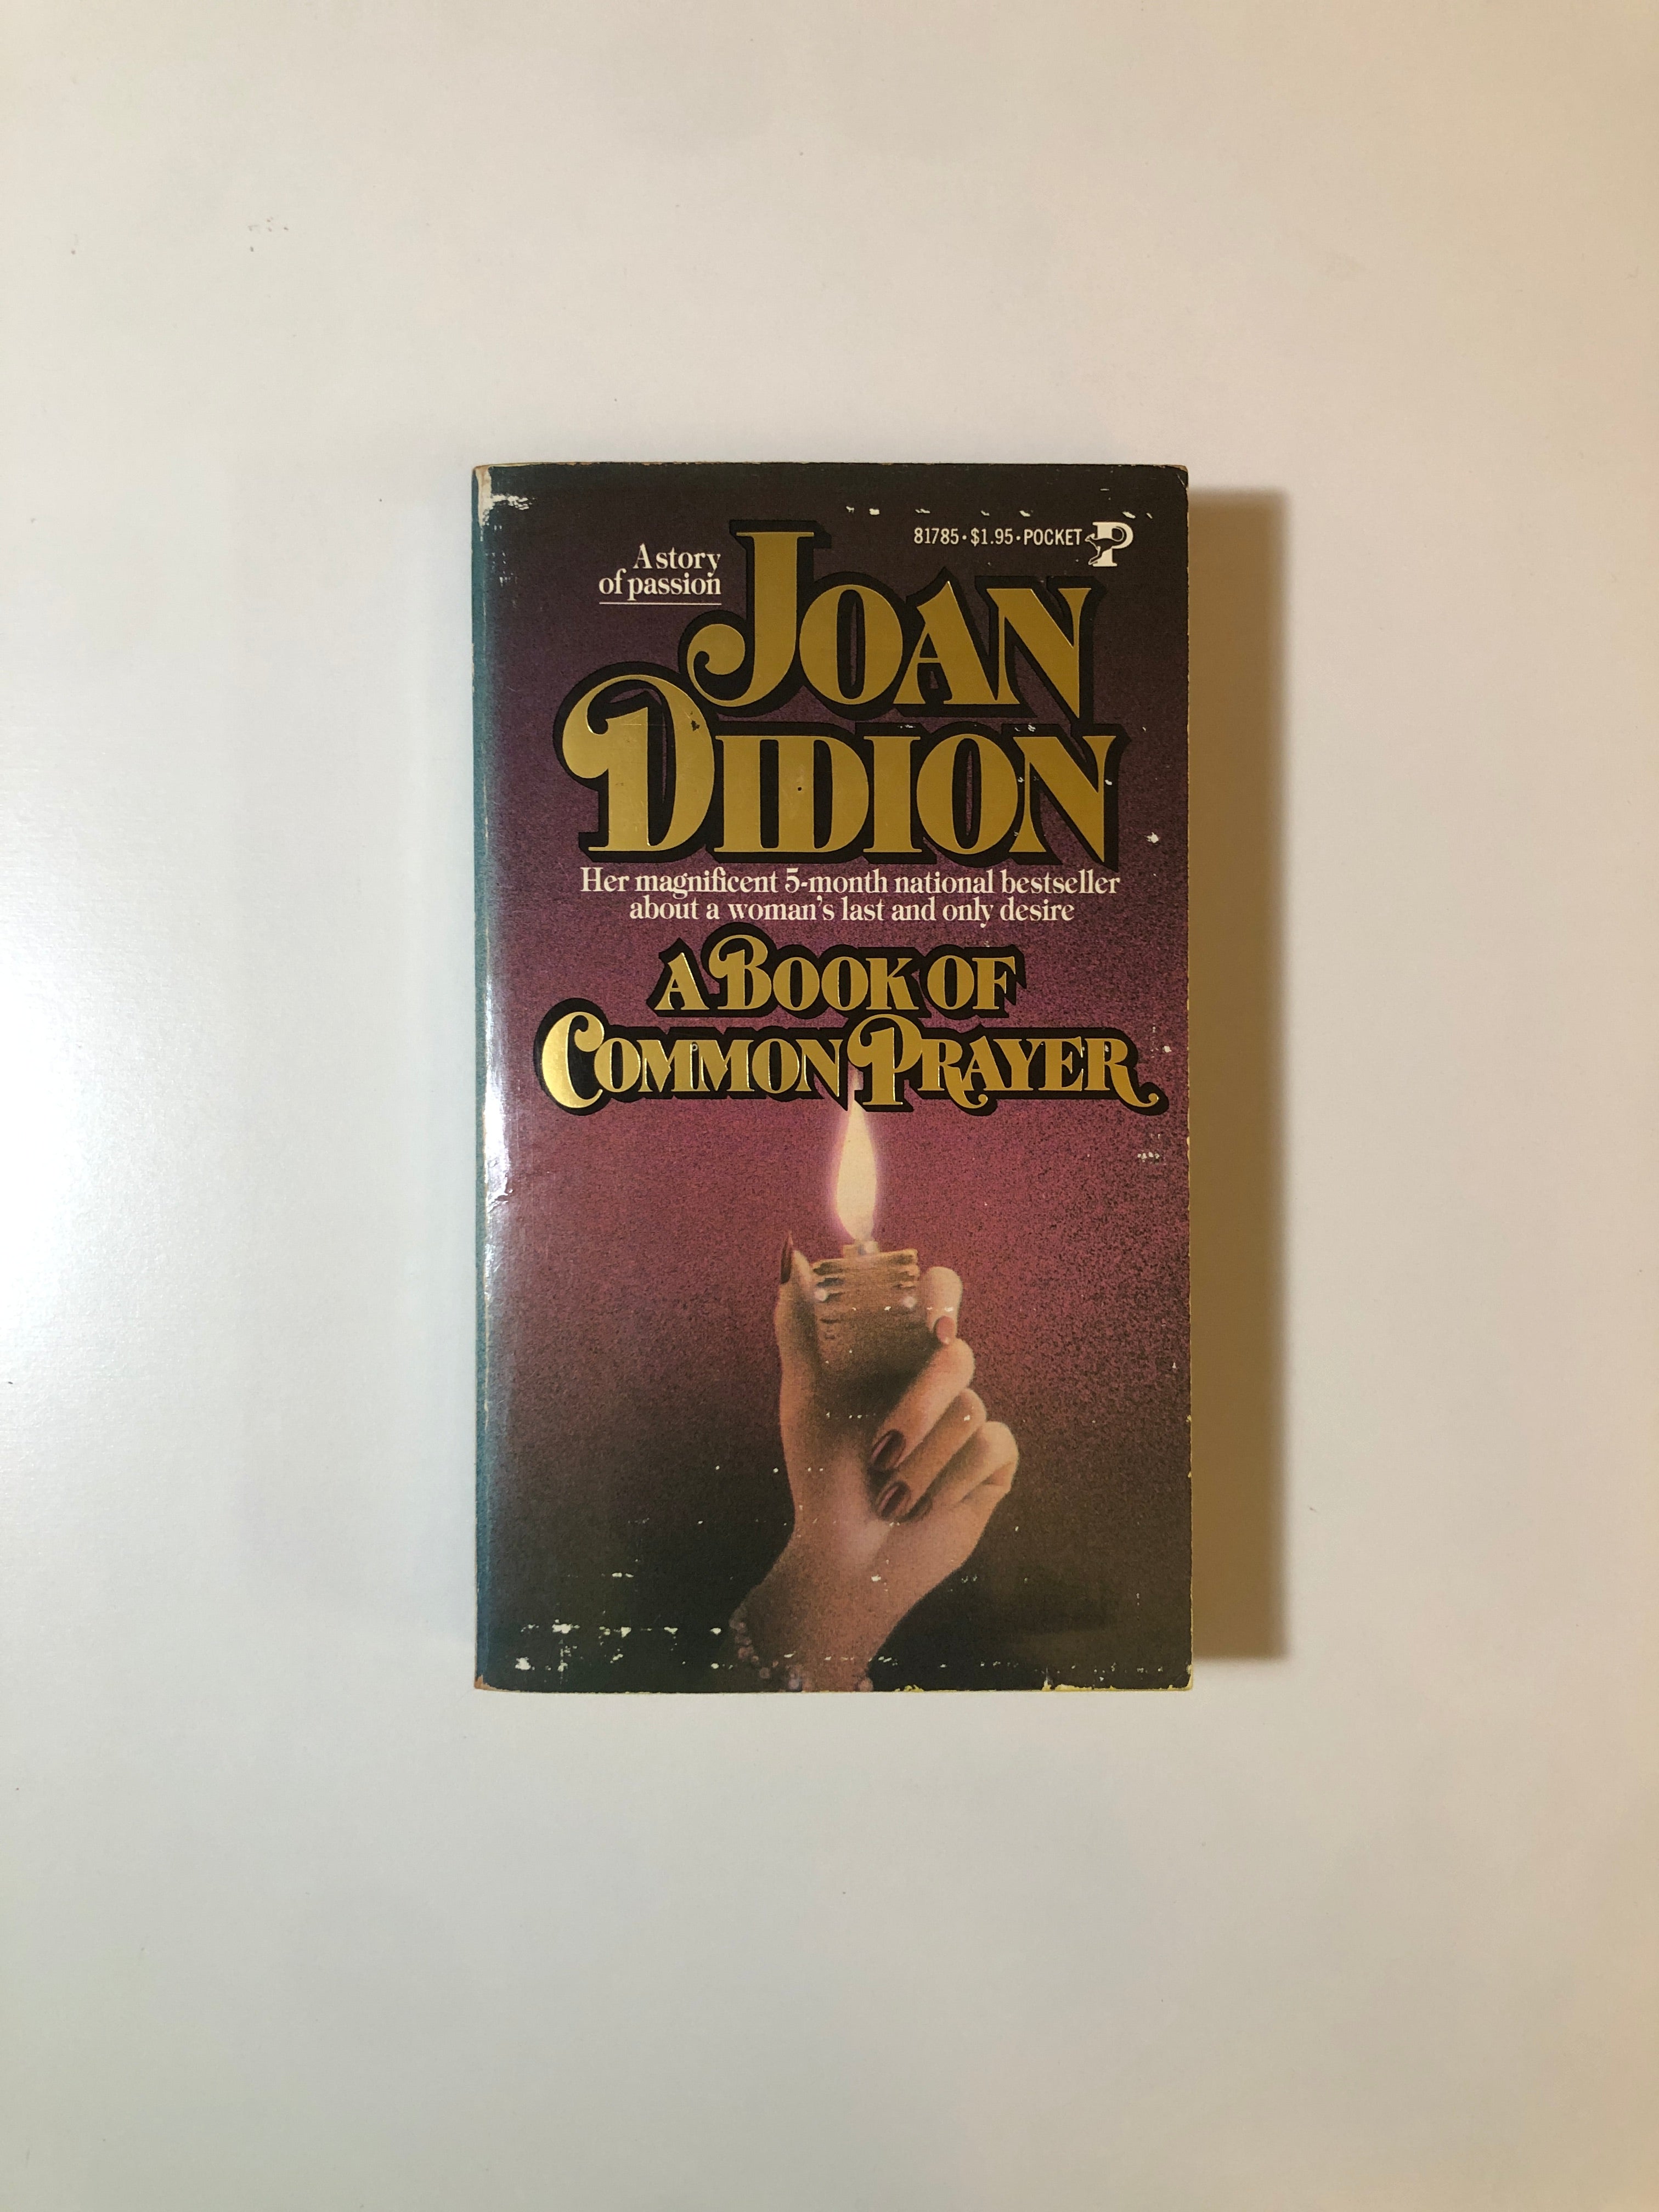 81785 • $1.95 • POCKET
A story
of passion
JOAN
DIDION
Her magnificent 5-month national bestseller
about a woman's last and only desire
A BOOK OF
COMMON PRAYER